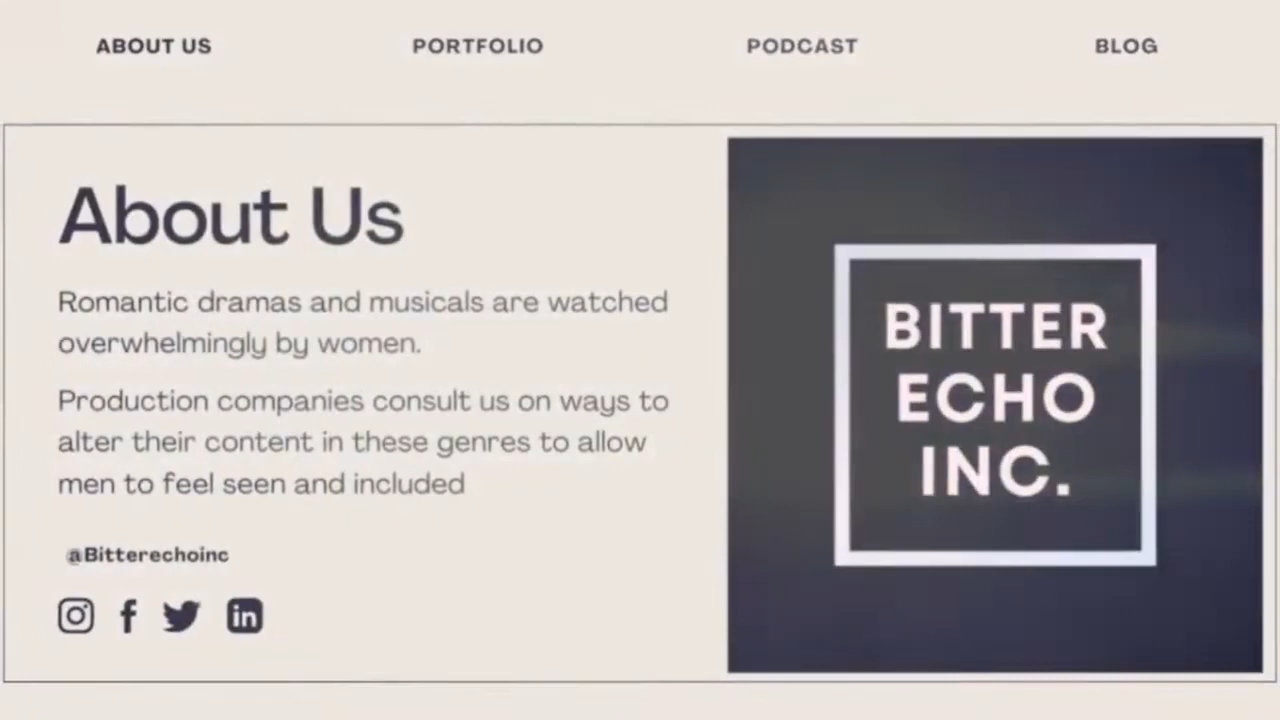 ABOUT US
PORTFOLIO
PODCAST
BLOG
About Us
Romantic dramas and musicals are watched
overwhelmingly by women.
Production companies consult us on ways to
alter their content in these genres to allow
men to feel seen and included
@Bitterechoinc
BITTER
ECHO
INC.